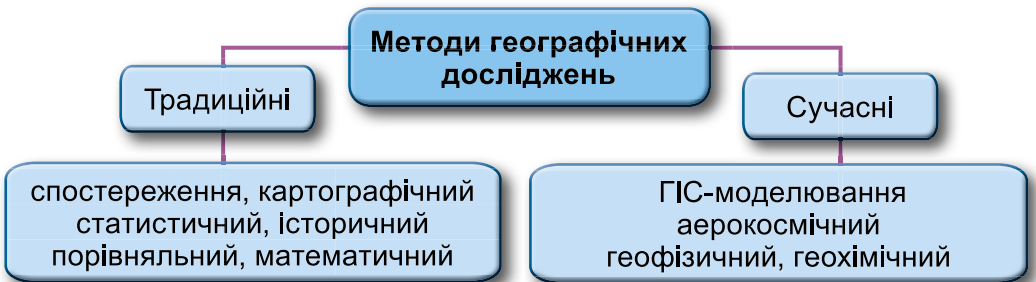 Методи географічних
досліджень
Традиційні
Сучасні
спостереження, картографічний
статистичний, історичний
порівняльний, математичний
ГІС-моделювання
аерокосмічний
геофізичний, геохімічний